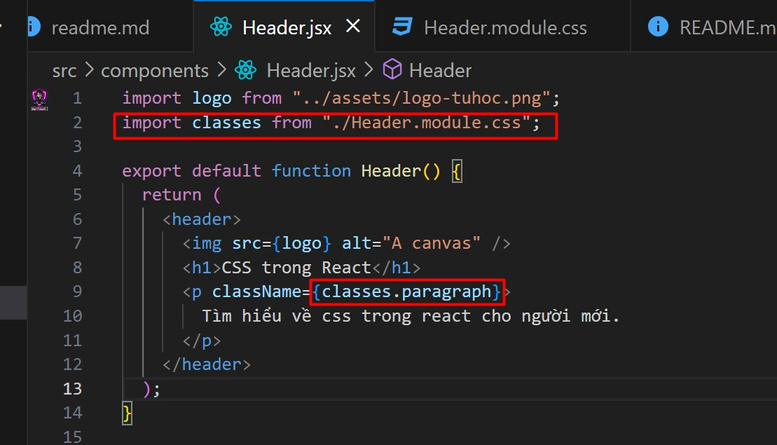 readme.md Header.jsx Header.module.css README.m
src > components > Header.jsx > Header
1 import logo from "../assets/logo-tuhoc.png";
2 import classes from "./Header.module.css";
3
4 export default function Header() {
5 return (
6 <header>
7 <img src={logo} alt="A canvas" />
8 <h1>CSS trong React</h1>
9 <p className={classes.paragraph}>
10 Tìm hiểu về css trong react cho người mới.
11 </p>
12 </header>
13 );
14 }
15